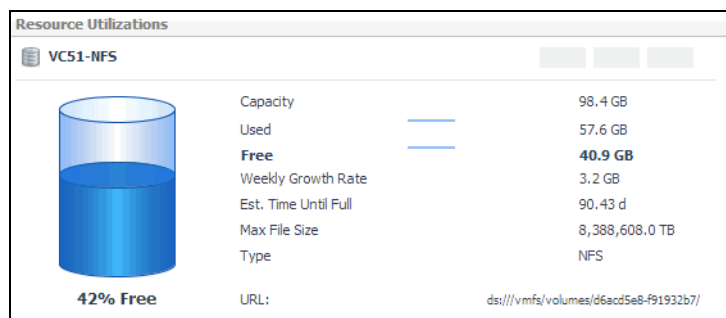 Resource Utilizations
VC51-NFS
Capacity 98.4 GB
Used 57.6 GB
Free 40.9 GB
Weekly Growth Rate 3.2 GB
Est. Time Until Full 90.43 d
Max File Size 8,388,608.0 TB
Type NFS
42% Free
URL: ds:///vmfs/volumes/d6acd5e8-f91932b7/